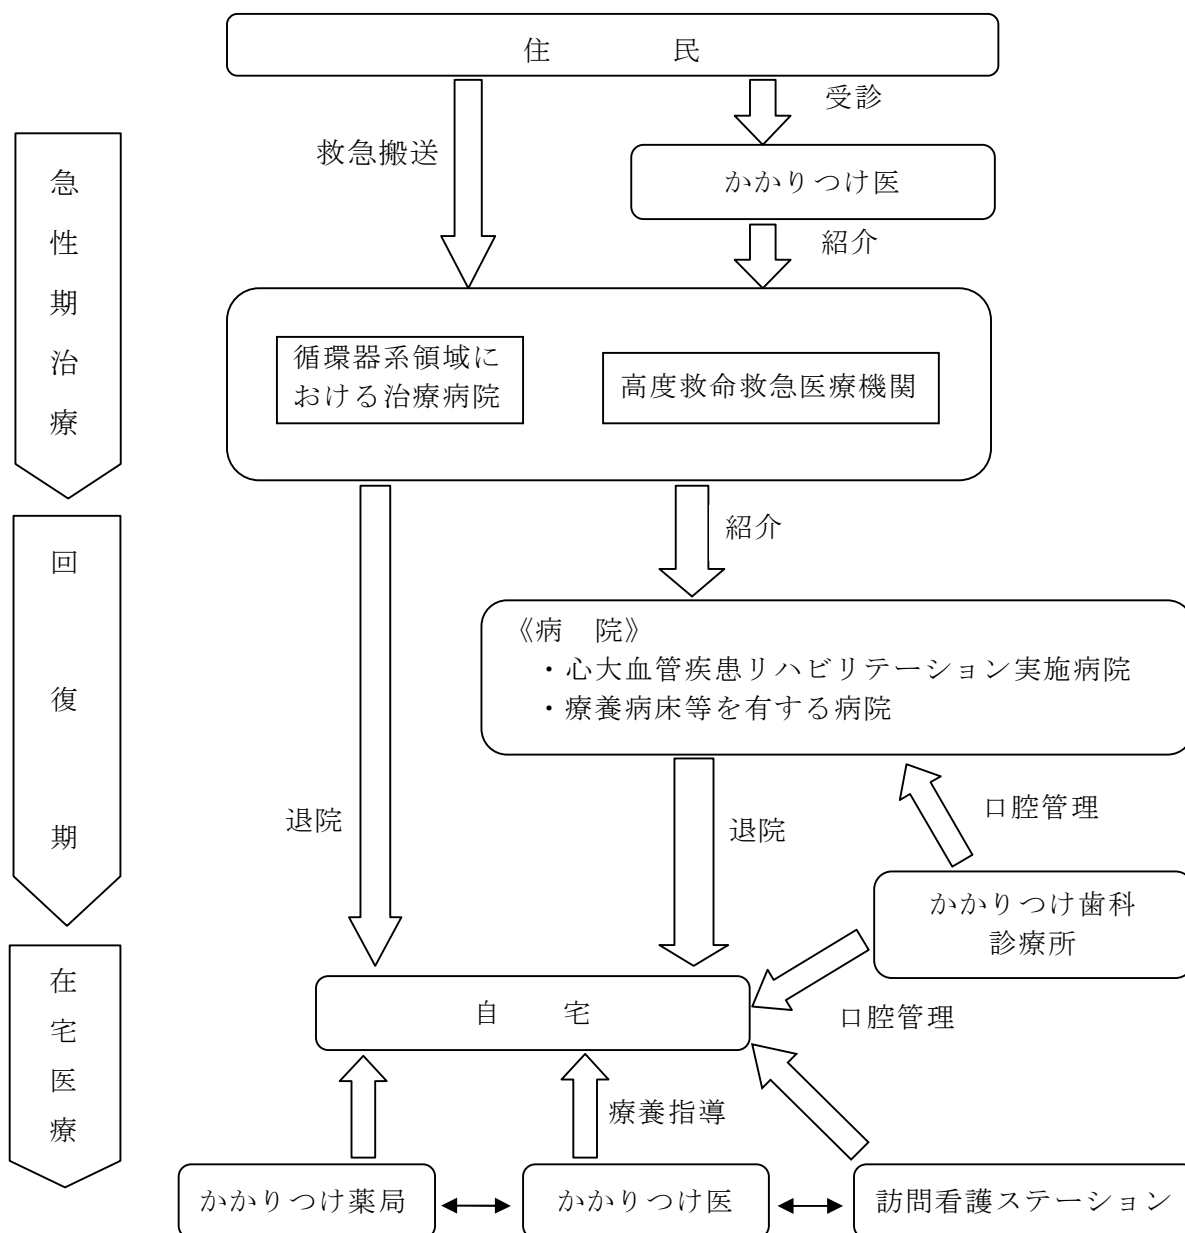 住　　　　民
受診
救急搬送
かかりつけ医
紹介
急性期治療
循環器系領域に
おける治療病院
高度救命救急医療機関
紹介
回復期
《病　院》
・心大血管疾患リハビリテーション実施病院
・療養病床等を有する病院
退院
退院
口腔管理
かかりつけ歯科
診療所
在宅医療
自　　宅
口腔管理
療養指導
かかりつけ薬局
かかりつけ医
訪問看護ステーション